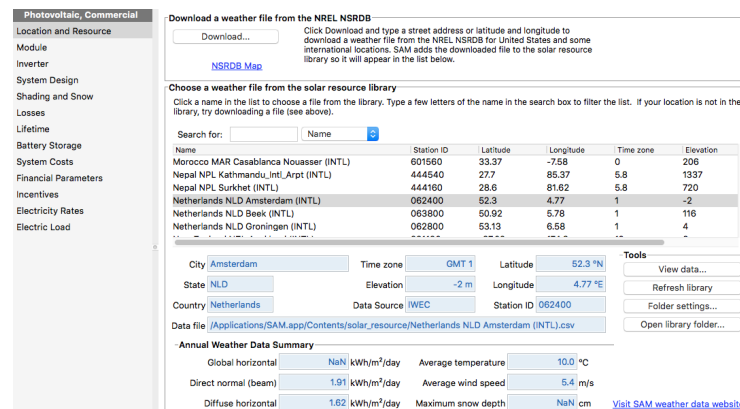 Photovoltaic, Commercial
Location and Resource
Module
Inverter
System Design
Shading and Snow
Losses
Lifetime
Battery Storage
System Costs
Financial Parameters
Incentives
Electricity Rates
Electric Load
Download a weather file from the NREL NSRDB
Download...
NSRDB Map
Click Download and type a street address or latitude and longitude to
download a weather file from the NREL NSRDB for United States and some
international locations. SAM adds the downloaded file to the solar resource
library so it will appear in the list below.
Choose a weather file from the solar resource library
Click a name in the list to choose a file from the library. Type a few letters of the name in the search box to filter the list. If your location is not in the
library, try downloading a file (see above).
Search for: Name
Name Station ID Latitude Longitude Time zone Elevation
Morocco MAR Casablanca Nouasser (INTL) 601560 33.37 -7.58 0 206
Nepal NPL Kathmandu_Intl_Arpt (INTL) 444540 27.7 85.37 5.8 1337
Nepal NPL Surkhet (INTL) 444160 28.6 81.62 5.8 720
Netherlands NLD Amsterdam (INTL) 062400 52.3 4.77 1 -2
Netherlands NLD Beek (INTL) 063800 50.92 5.78 1 116
Netherlands NLD Groningen (INTL) 062800 53.13 6.58 1 4
City Amsterdam Time zone GMT 1 Latitude 52.3 ºN
State NLD Elevation -2 m Longitude 4.77 ºE
Country Netherlands Data Source IWEC Station ID 062400
Data file /Applications/SAM.app/Contents/solar_resource/Netherlands NLD Amsterdam (INTL).csv
Tools
View data...
Refresh library
Folder settings...
Open library folder...
Annual Weather Data Summary
Global horizontal NaN kWh/m²/day Average temperature 10.0 ºC
Direct normal (beam) 1.91 kWh/m²/day Average wind speed 5.4 m/s
Diffuse horizontal 1.62 kWh/m²/day Maximum snow depth NaN cm
Visit SAM weather data website